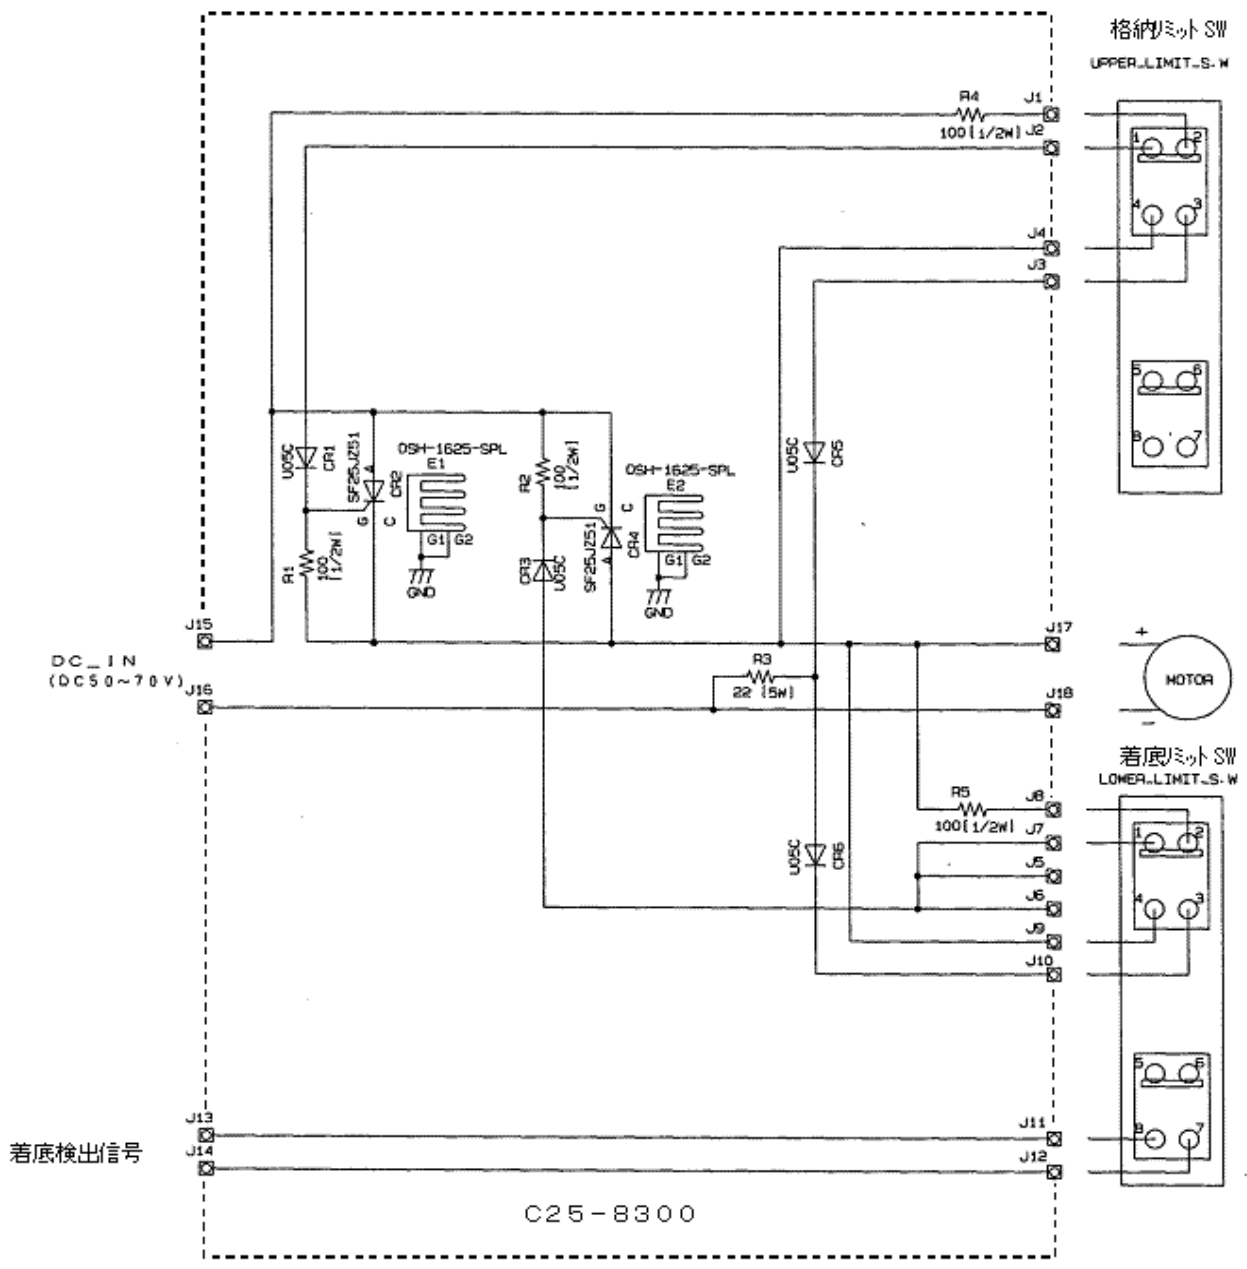 格納リミット SW
UPPER_LIMIT_S.W
R4
100[1/2W]
J1
J2
1
2
4
3
J4
J3
5
6
8
7
U05C
CR1
SF25JZ51
A
CR2
G
C
OSH-1625-SPL
E1
G1
G2
GND
R1
100
[1/2W]
R2
100
[1/2W]
CR3
U05C
SF25JZ51
G
C
A
CR4
OSH-1625-SPL
E2
G1
G2
GND
U05C
CR5
J15
J17
DC_IN
(DC50~70V)
J16
R3
22 [5W]
J18
+
MOTOR
-
着底リミット SW
LOWER_LIMIT_S.W
R5
100[1/2W]
J8
J7
J5
J6
J9
J10
U05C
CR6
1
2
4
3
5
6
8
7
着底検出信号
J13
J14
J11
J12
C25-8300